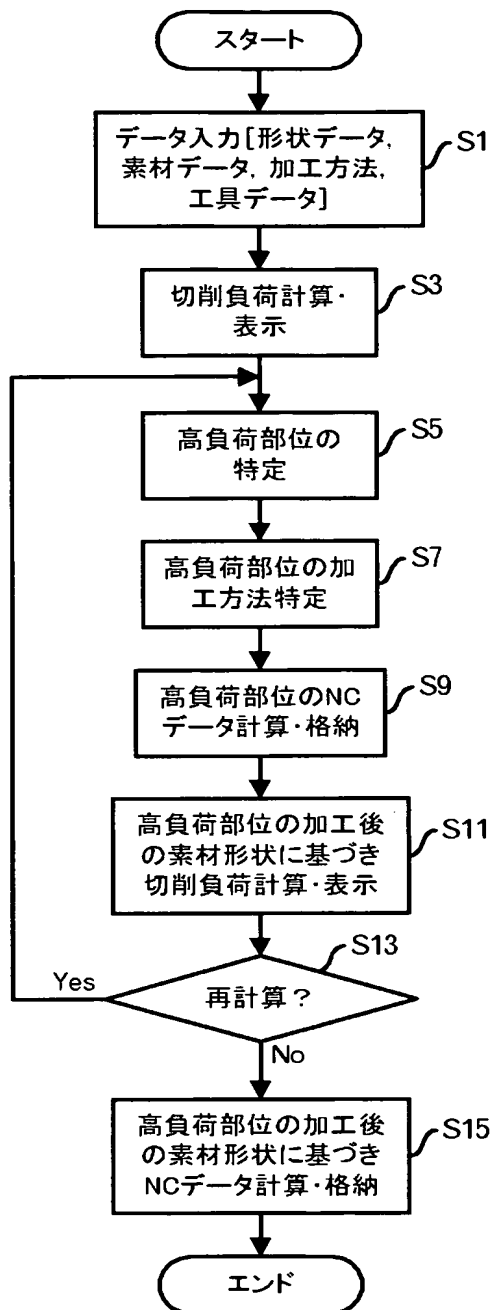 スタート
データ入力[形状データ,
素材データ, 加工方法,
工具データ]
S1
切削負荷計算・
表示
S3
高負荷部位の
特定
S5
高負荷部位の加
工方法特定
S7
高負荷部位のNC
データ計算・格納
S9
高負荷部位の加工後
の素材形状に基づき
切削負荷計算・表示
S11
再計算？
S13
Yes
No
高負荷部位の加工後
の素材形状に基づき
NCデータ計算・格納
S15
エンド